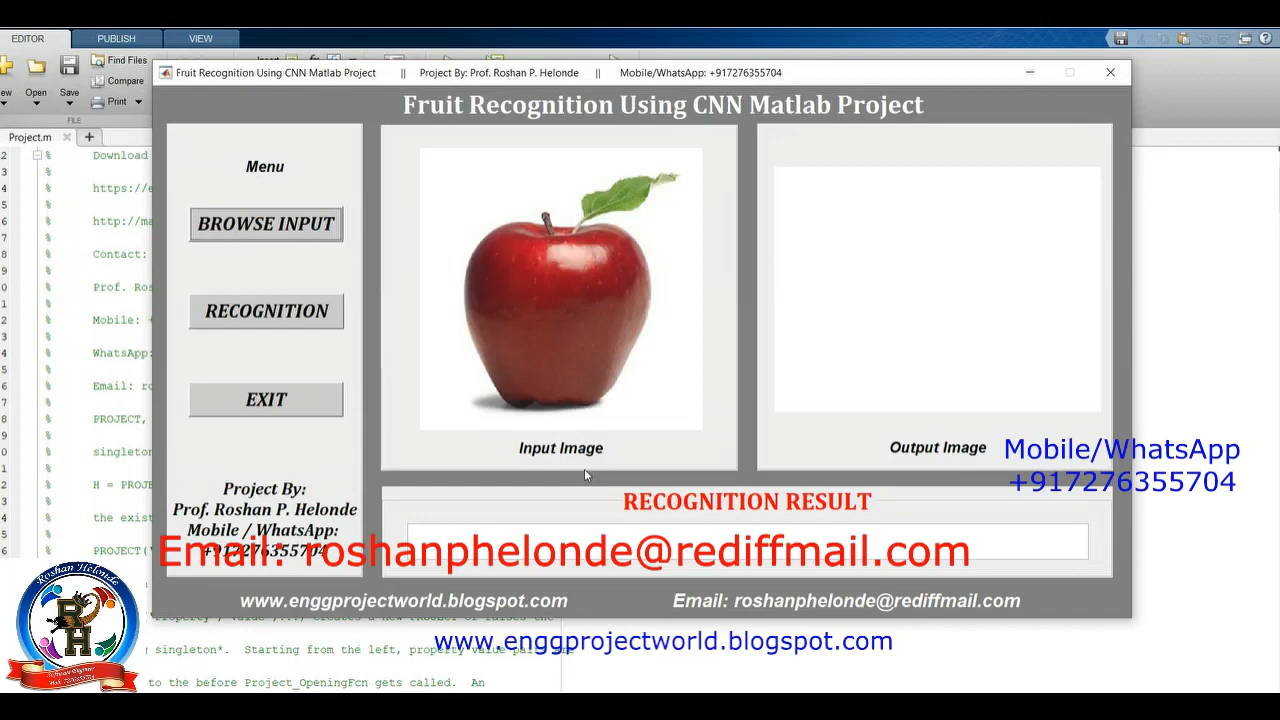 EDITOR PUBLISH VIEW
Find Files
Compare
Open Save Print
FILE
Project.m
Fruit Recognition Using CNN Matlab Project || Project By: Prof. Roshan P. Helonde || Mobile/WhatsApp: +917276355704
Fruit Recognition Using CNN Matlab Project
Menu
BROWSE INPUT
RECOGNITION
EXIT
Project By:
Prof. Roshan P. Helonde
Mobile / WhatsApp:
+917276355704
Input Image
Output Image
RECOGNITION RESULT
www.enggprojectworld.blogspot.com
Email: roshanphelonde@rediffmail.com
Mobile/WhatsApp
+917276355704
Email: roshanphelonde@rediffmail.com
www.enggprojectworld.blogspot.com
% Download
%
% https://e
%
% http://ma
%
% Contact:
%
% Prof. Ros
%
% Mobile: +
%
% WhatsApp:
%
% Email: ro
%
% PROJECT,
%
singleton
H = PROJE
the exist
PROJECT('
singleton*. Starting from the left, property value
to the before Project_OpeningFcn gets called. An
Roshan Helonde
RH
Software Engineer